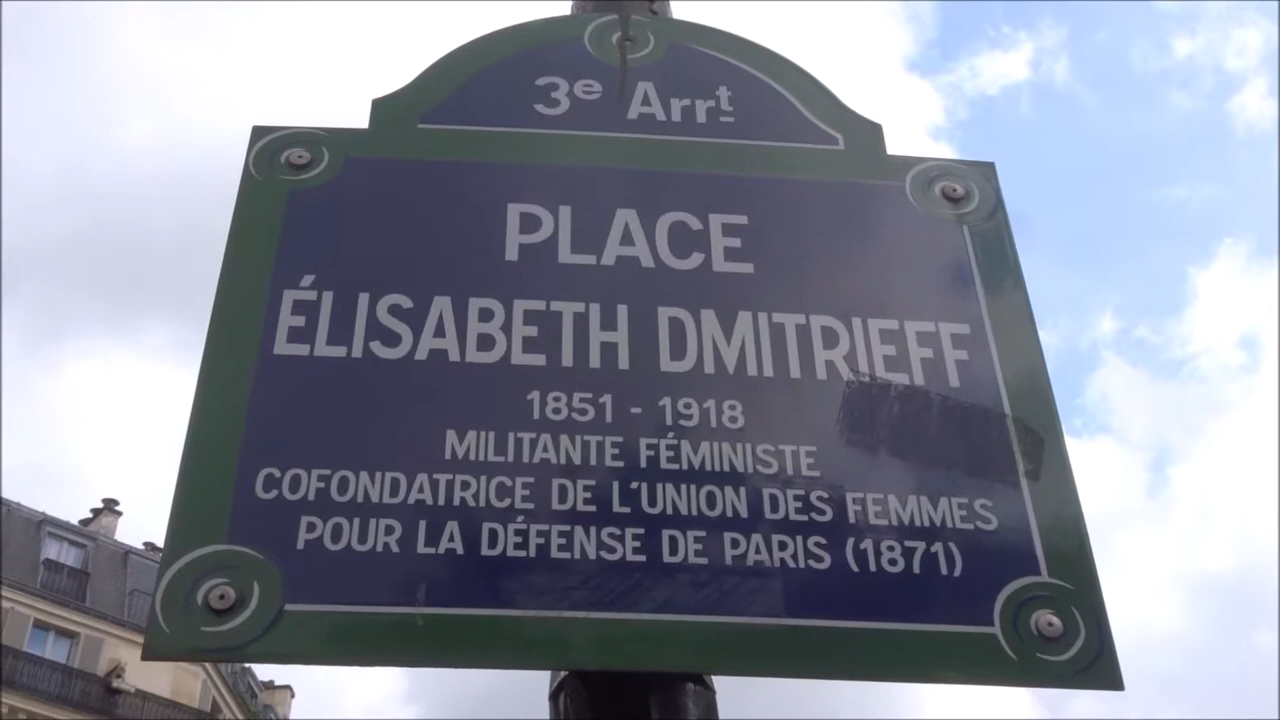 3e Arrt
PLACE
ÉLISABETH DMITRIEFF
1851 - 1918
MILITANTE FÉMINISTE
COFONDATRICE DE L'UNION DES FEMMES
POUR LA DÉFENSE DE PARIS (1871)